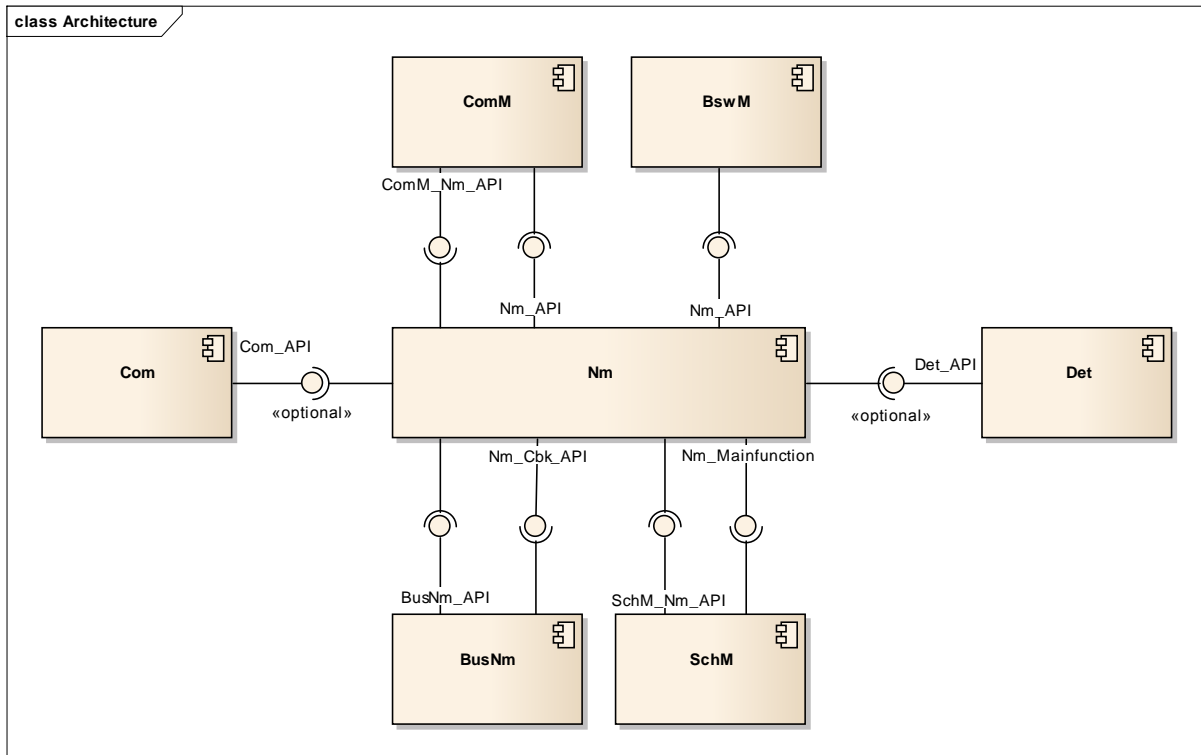 class Architecture
ComM
BswM
ComM_Nm_API
Nm_API
Nm_API
Com
Com_API
«optional»
Nm
Det_API
«optional»
Det
Nm_Cbk_API
Nm_Mainfunction
BusNm_API
SchM_Nm_API
BusNm
SchM